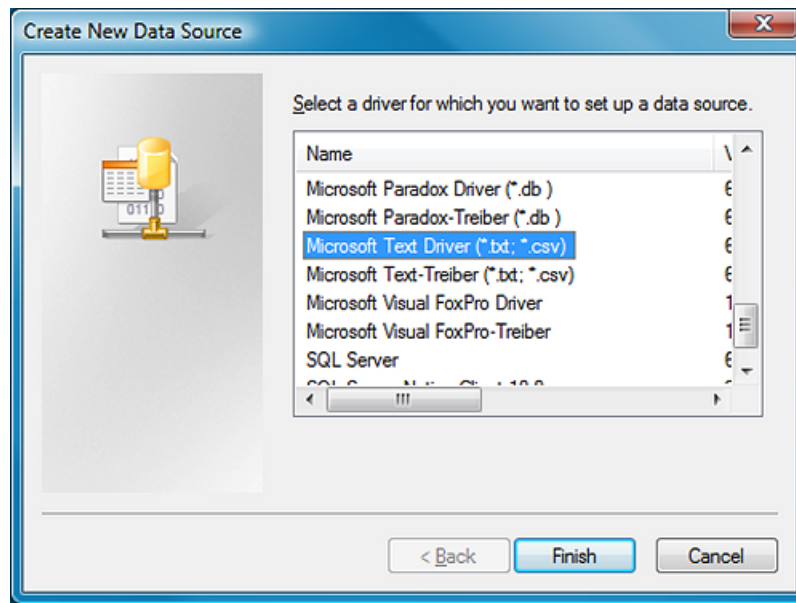 Create New Data Source
Select a driver for which you want to set up a data source.
Name
Microsoft Paradox Driver (*.db )
Microsoft Paradox-Treiber (*.db )
Microsoft Text Driver (*.txt; *.csv)
Microsoft Text-Treiber (*.txt; *.csv)
Microsoft Visual FoxPro Driver
Microsoft Visual FoxPro-Treiber
SQL Server
< Back Finish Cancel